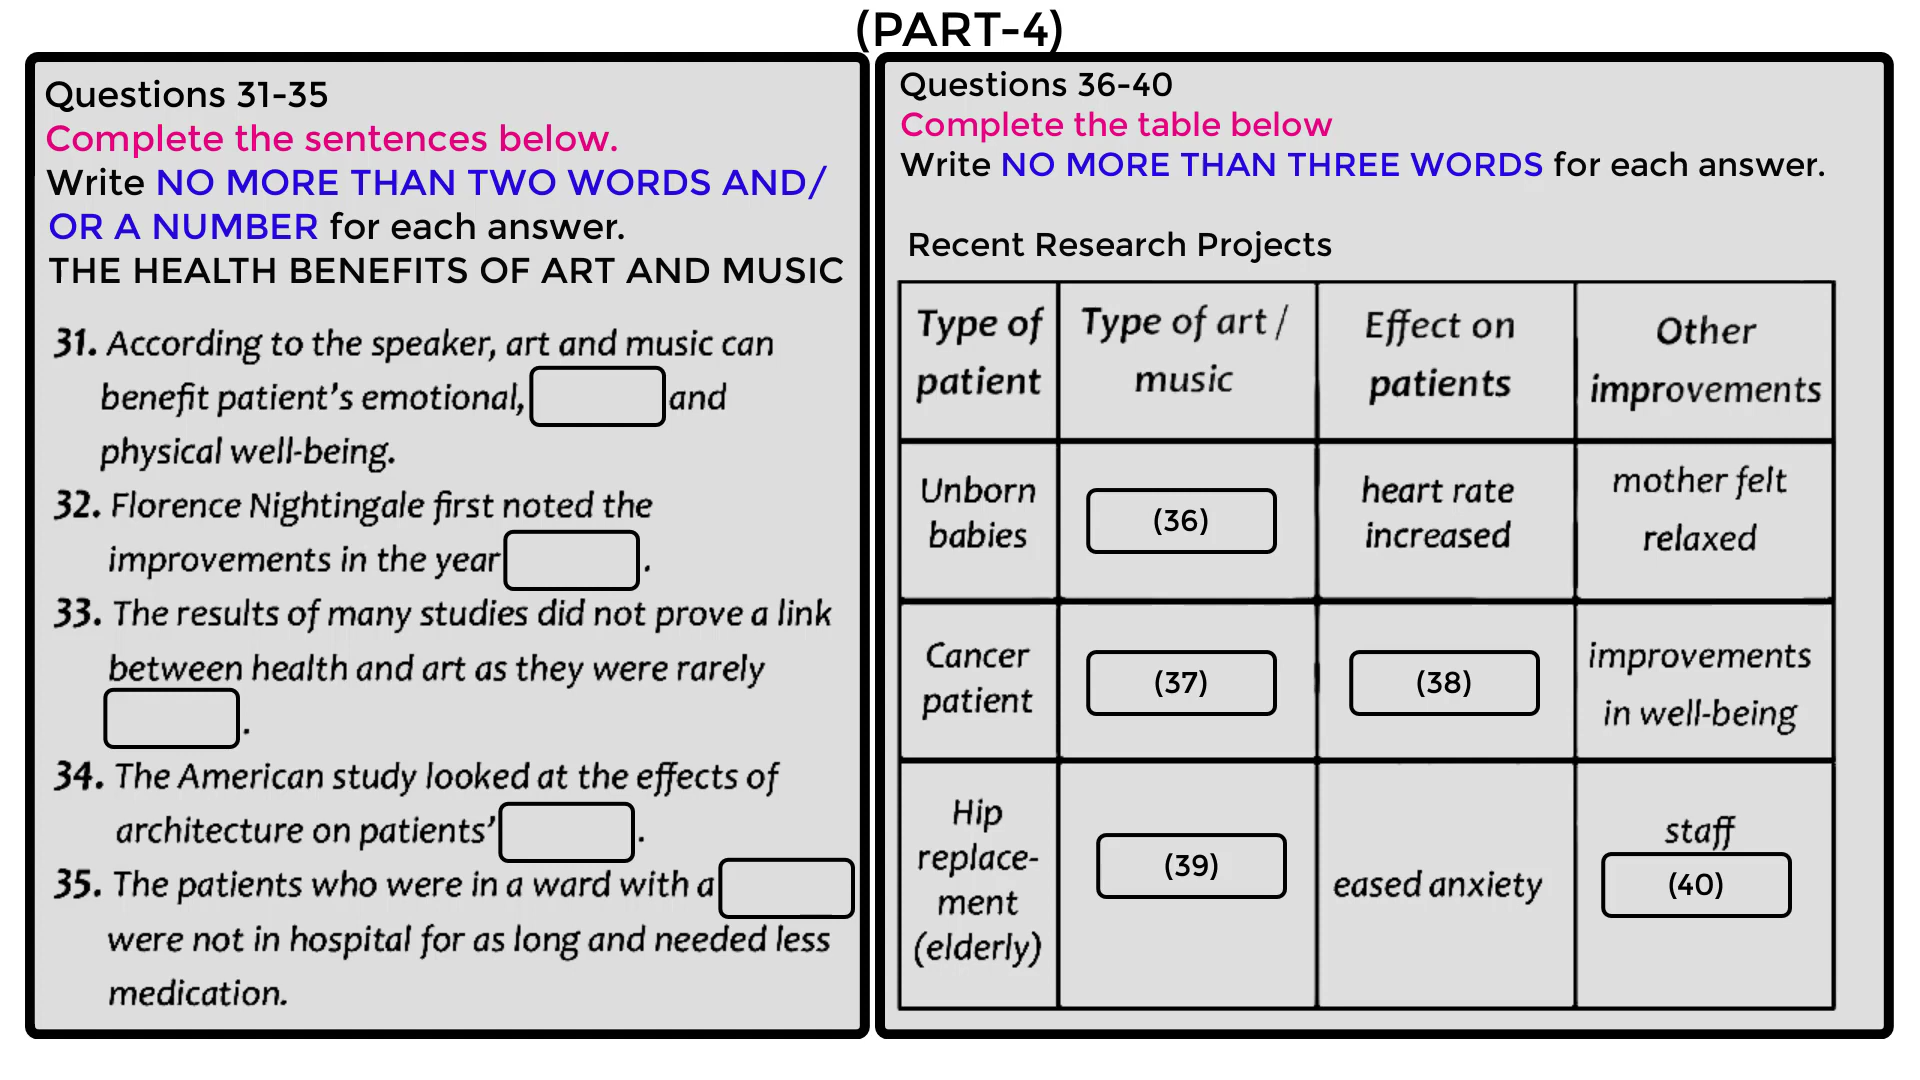 (PART-4)
Questions 31-35
Complete the sentences below.
Write NO MORE THAN TWO WORDS AND/
OR A NUMBER for each answer.
THE HEALTH BENEFITS OF ART AND MUSIC
31. According to the speaker, art and music can
benefit patient's emotional, and
physical well-being.
32. Florence Nightingale first noted the
improvements in the year .
33. The results of many studies did not prove a link
between health and art as they were rarely
.
34. The American study looked at the effects of
architecture on patients' .
35. The patients who were in a ward with a
were not in hospital for as long and needed less
medication.
Questions 36-40
Complete the table below
Write NO MORE THAN THREE WORDS for each answer.
Recent Research Projects
Type of
patient
Type of art /
music
Effect on
patients
Other
improvements
Unborn
babies
(36)
heart rate
increased
mother felt
relaxed
Cancer
patient
(37)
(38)
improvements
in well-being
Hip
replace-
ment
(elderly)
(39)
eased anxiety
staff
(40)